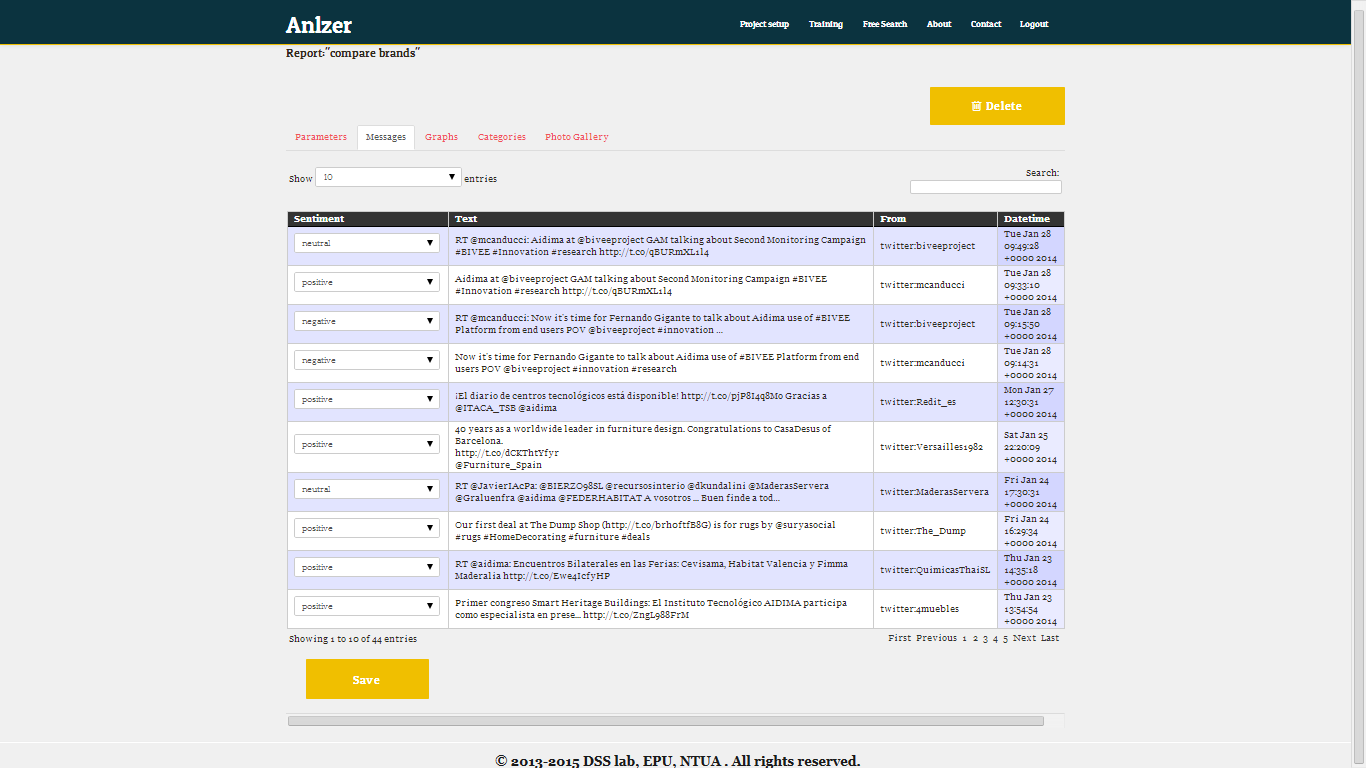 Anlzer
Project setup Training Free Search About Contact Logout
Report:"compare brands"
Delete
Parameters Messages Graphs Categories Photo Gallery
Show 10 entries
Search:
Sentiment Text From Datetime
neutral RT @mcanducci: Aidima at @biveeproject GAM talking about Second Monitoring Campaign
#BIVEE #Innovation #research http://t.co/qBURmXL1l4
twitter:biveeproject
Tue Jan 28
09:49:28
+0000 2014
positive Aidima at @biveeproject GAM talking about Second Monitoring Campaign #BIVEE
#Innovation #research http://t.co/qBURmXL1l4
twitter:mcanducci
Tue Jan 28
09:33:10
+0000 2014
negative RT @mcanducci: Now it's time for Fernando Gigante to talk about Aidima use of #BIVEE
Platform from end users POV @biveeproject #innovation ...
twitter:biveeproject
Tue Jan 28
09:15:50
+0000 2014
negative Now it's time for Fernando Gigante to talk about Aidima use of #BIVEE Platform from end
users POV @biveeproject #innovation #research
twitter:mcanducci
Tue Jan 28
09:14:31
+0000 2014
positive ¡El diario de centros tecnológicos está disponible! http://t.co/pjP8I4q8Mo Gracias a
@ITACA_TSB @aidima
twitter:Redit_es
Mon Jan 27
12:30:31
+0000 2014
positive 40 years as a worldwide leader in furniture design. Congratulations to CasaDesus of
Barcelona.
http://t.co/dCKThtYfyr
@Furniture_Spain
twitter:Versailles1982
Sat Jan 25
22:20:09
+0000 2014
neutral RT @JavierIAcPa: @BIERZO98SL @recursosinterio @dkundalini @MaderasServera
@Graluenfra @aidima @FEDERHABITAT A vosotros ... Buen finde a tod...
twitter:MaderasServera
Fri Jan 24
17:30:31
+0000 2014
positive Our first deal at The Dump Shop (http://t.co/brhoftfB8G) is for rugs by @suryasocial
#rugs #HomeDecorating #furniture #deals
twitter:The_Dump
Fri Jan 24
16:29:34
+0000 2014
positive RT @aidima: Encuentros Bilaterales en las Ferias: Cevisama, Habitat Valencia y Fimma
Maderalia http://t.co/Ewe4IcfyHP
twitter:QuimicasThaiSL
Thu Jan 23
14:35:18
+0000 2014
positive Primer congreso Smart Heritage Buildings: El Instituto Tecnológico AIDIMA participa
como especialista en prese... http://t.co/ZngL988FrM
twitter:4muebles
Thu Jan 23
13:54:54
+0000 2014
Showing 1 to 10 of 44 entries
First Previous 1 2 3 4 5 Next Last
Save
© 2013-2015 DSS lab, EPU, NTUA . All rights reserved.